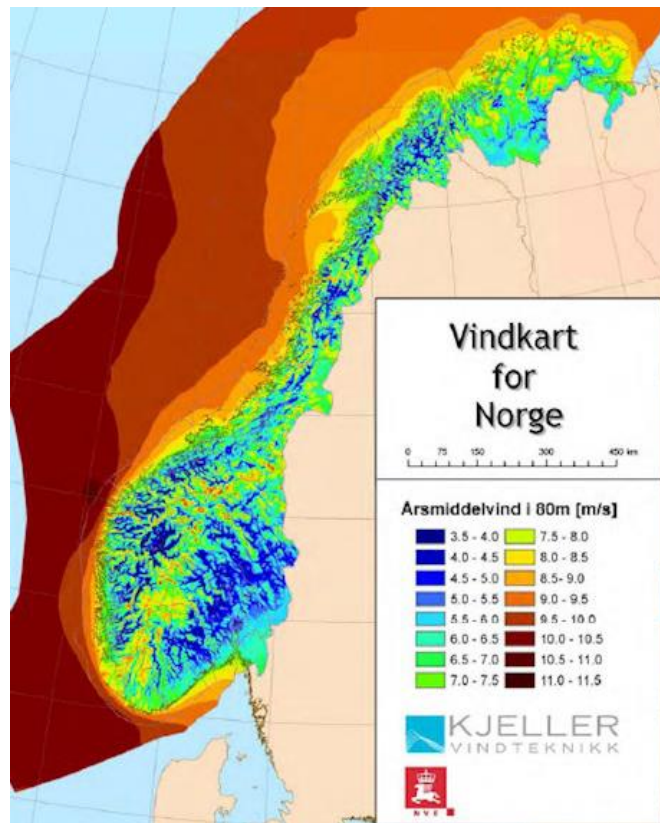 Vindkart
for
Norge
0 75 150 300 450 km
Årsmiddelvind i 80m [m/s]
3.5 - 4.0 7.5 - 8.0
4.0 - 4.5 8.0 - 8.5
4.5 - 5.0 8.5 - 9.0
5.0 - 5.5 9.0 - 9.5
5.5 - 6.0 9.5 - 10.0
6.0 - 6.5 10.0 - 10.5
6.5 - 7.0 10.5 - 11.0
7.0 - 7.5 11.0 - 11.5
KJELLER
VINDTEKNIKK
NVE